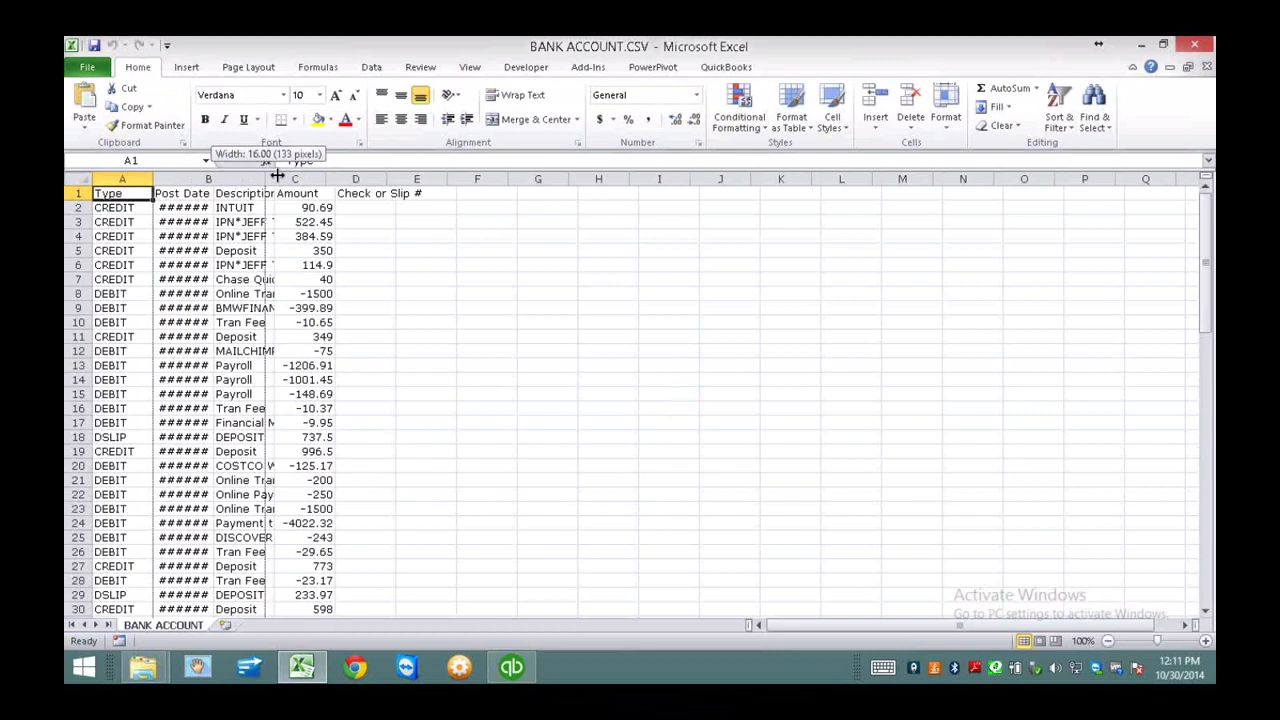 BANK ACCOUNT.CSV - Microsoft Excel
File Home Insert Page Layout Formulas Data Review View Developer Add-Ins PowerPivot QuickBooks
Paste Cut Copy Format Painter Clipboard
Verdana 10 B I U Font
Wrap Text Merge & Center Alignment
General $ % , Number
Conditional Formatting Format as Table Cell Styles Styles
Insert Delete Format Cells
AutoSum Fill Clear Sort & Filter Find & Select Editing
Width: 16.00 (133 pixels)
A1
A B C D E F G H I J K L M N O P Q
1 Type Post Date Description Amount Check or Slip #
2 CREDIT ###### INTUIT 90.69
3 CREDIT ###### IPN*JEFF 522.45
4 CREDIT ###### IPN*JEFF 384.59
5 CREDIT ###### Deposit 350
6 CREDIT ###### IPN*JEFF 114.9
7 CREDIT ###### Chase Qui 40
8 DEBIT ###### Online Tra -1500
9 DEBIT ###### BMWFINAN -399.89
10 DEBIT ###### Tran Fee -10.65
11 CREDIT ###### Deposit 349
12 DEBIT ###### MAILCHIMP -75
13 DEBIT ###### Payroll -1206.91
14 DEBIT ###### Payroll -1001.45
15 DEBIT ###### Payroll -148.69
16 DEBIT ###### Tran Fee -10.37
17 DEBIT ###### Financial M -9.95
18 DSLIP ###### DEPOSIT 737.5
19 CREDIT ###### Deposit 996.5
20 DEBIT ###### COSTCO W -125.17
21 DEBIT ###### Online Tra -200
22 DEBIT ###### Online Pay -250
23 DEBIT ###### Online Tra -1500
24 DEBIT ###### Payment t -4022.32
25 DEBIT ###### DISCOVER -243
26 DEBIT ###### Tran Fee -29.65
27 CREDIT ###### Deposit 773
28 DEBIT ###### Tran Fee -23.17
29 DSLIP ###### DEPOSIT 233.97
30 CREDIT ###### Deposit 598
Activate Windows
Go to PC settings to activate Windows.
BANK ACCOUNT
Ready 100%
12:11 PM
10/30/2014